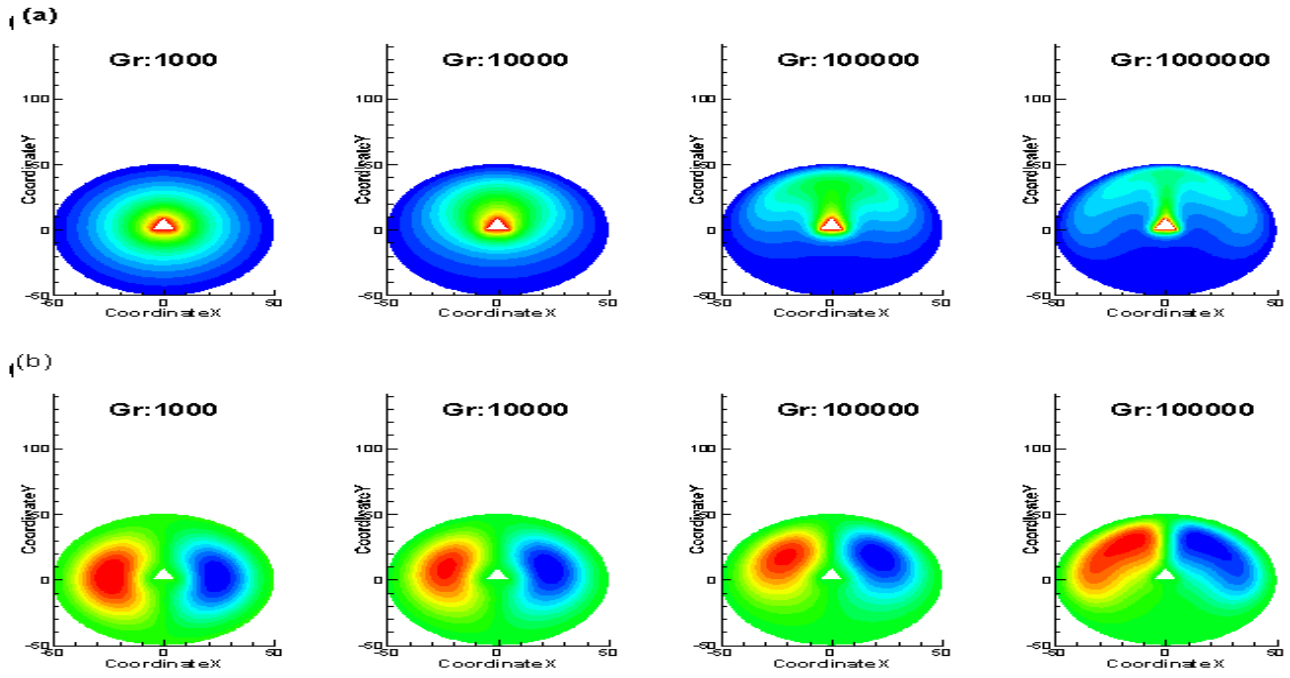 (a)
Gr:1000 Gr:10000 Gr:100000 Gr:1000000
CoordinateY CoordinateY CoordinateY CoordinateY
100 100 100 100
50 50 50 50
0 0 0 0
-50 -50 -50 -50
-50 0 50 -50 0 50 -50 0 50 -50 0 50
CoordinateX CoordinateX CoordinateX CoordinateX
(b)
Gr:1000 Gr:10000 Gr:100000 Gr:100000
CoordinateY CoordinateY CoordinateY CoordinateY
100 100 100 100
50 50 50 50
0 0 0 0
-50 -50 -50 -50
-50 0 50 -50 0 50 -50 0 50 -50 0 50
CoordinateX CoordinateX CoordinateX CoordinateX